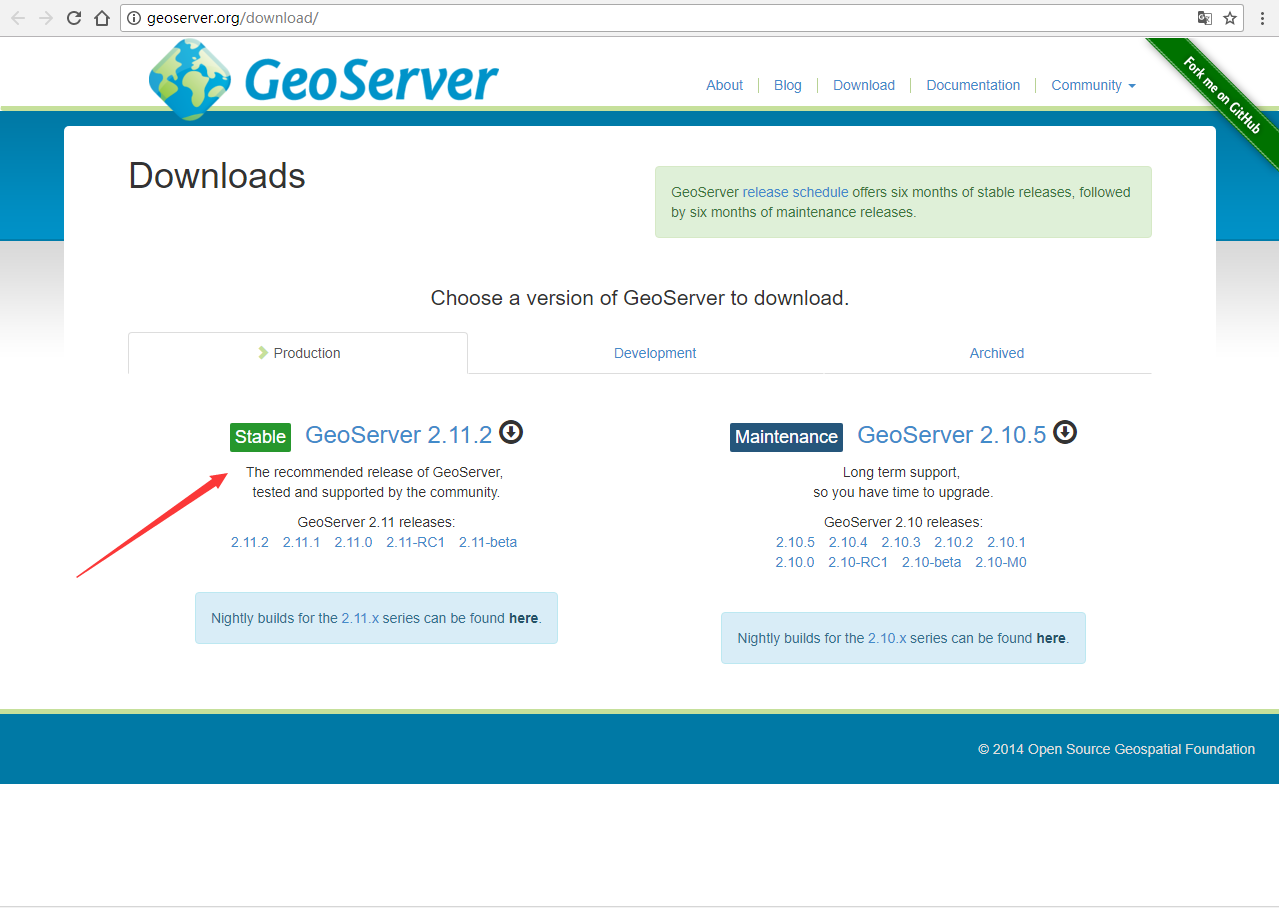 geoserver.org/download/
GeoServer
About
Blog
Download
Documentation
Community
Fork me on GitHub
Downloads
GeoServer release schedule offers six months of stable releases, followed
by six months of maintenance releases.
Choose a version of GeoServer to download.
Production
Development
Archived
Stable GeoServer 2.11.2
The recommended release of GeoServer,
tested and supported by the community.
GeoServer 2.11 releases:
2.11.2 2.11.1 2.11.0 2.11-RC1 2.11-beta
Nightly builds for the 2.11.x series can be found here.
Maintenance GeoServer 2.10.5
Long term support,
so you have time to upgrade.
GeoServer 2.10 releases:
2.10.5 2.10.4 2.10.3 2.10.2 2.10.1
2.10.0 2.10-RC1 2.10-beta 2.10-M0
Nightly builds for the 2.10.x series can be found here.
© 2014 Open Source Geospatial Foundation